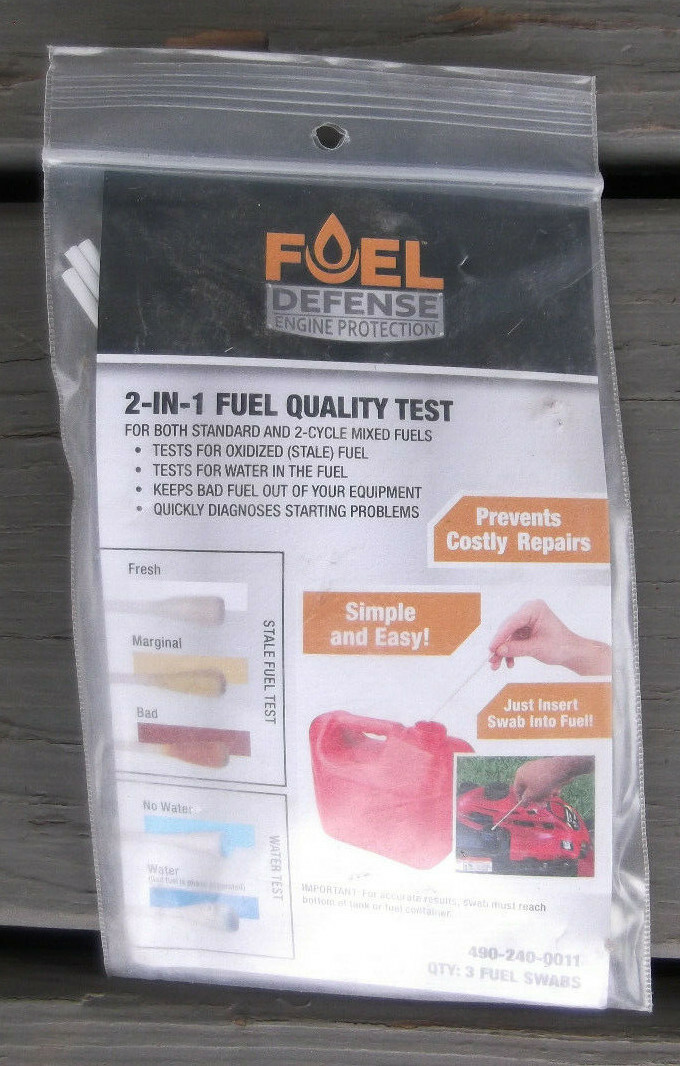 FUEL
DEFENSE
ENGINE PROTECTION
2-IN-1 FUEL QUALITY TEST
FOR BOTH STANDARD AND 2-CYCLE MIXED FUELS
• TESTS FOR OXIDIZED (STALE) FUEL
• TESTS FOR WATER IN THE FUEL
• KEEPS BAD FUEL OUT OF YOUR EQUIPMENT
• QUICKLY DIAGNOSES STARTING PROBLEMS
Prevents
Costly Repairs
Fresh
Marginal
Bad
STALE FUEL TEST
Simple
and Easy!
Just Insert
Swab Into Fuel!
No Water
Water
WATER TEST
IMPORTANT: For accurate results, swab must reach
bottom of tank or fuel container.
490-240-0011
QTY: 3 FUEL SWABS